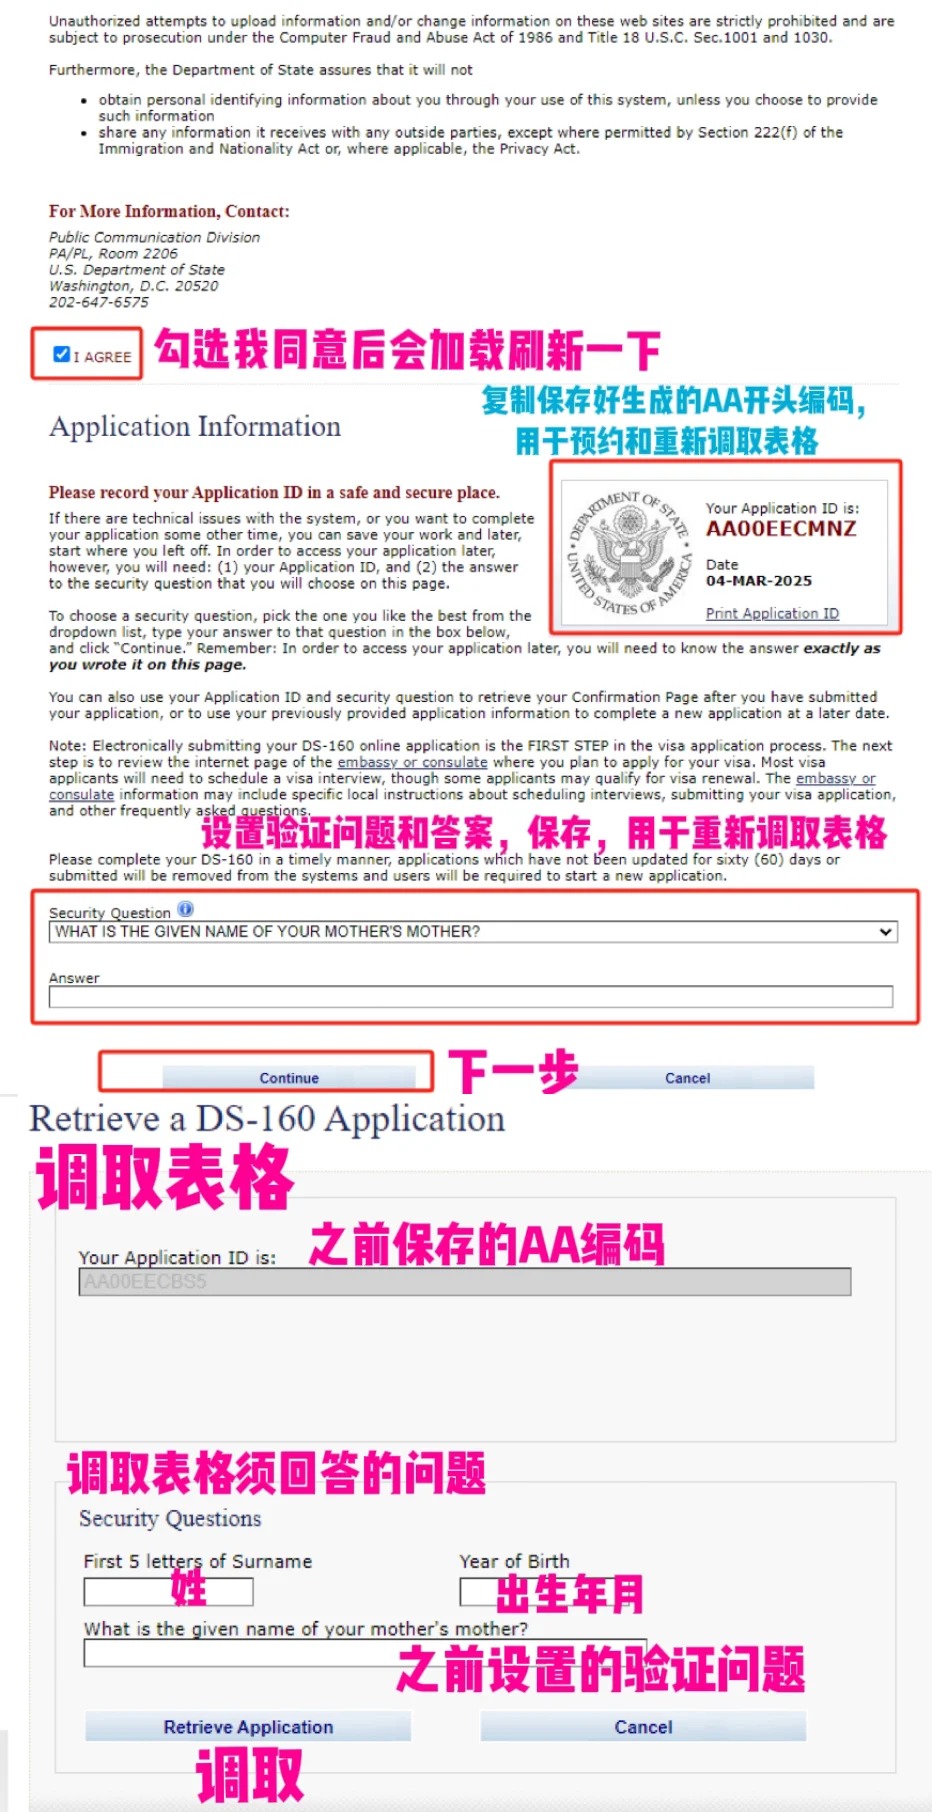 Unauthorized attempts to upload information and/or change information on these web sites are strictly prohibited and are
subject to prosecution under the Computer Fraud and Abuse Act of 1986 and Title 18 U.S.C. Sec.1001 and 1030.
Furthermore, the Department of State assures that it will not
• obtain personal identifying information about you through your use of this system, unless you choose to provide
such information
• share any information it receives with any outside parties, except where permitted by Section 222(f) of the
Immigration and Nationality Act or, where applicable, the Privacy Act.
For More Information, Contact:
Public Communication Division
PA/PL, Room 2206
U.S. Department of State
Washington, D.C. 20520
202-647-6575
I AGREE
勾选我同意后会加载刷新一下
复制保存好生成的AA开头编码，
用于预约和重新调取表格
Application Information
Please record your Application ID in a safe and secure place.
If there are technical issues with the system, or you want to complete
your application some other time, you can save your work and later,
start where you left off. In order to access your application later,
however, you will need: (1) your Application ID, and (2) the answer
to the security question that you will choose on this page.
DEPARTMENT OF STATE
UNITED STATES OF AMERICA
Your Application ID is:
AA00EECMNZ
Date
04-MAR-2025
Print Application ID
To choose a security question, pick the one you like the best from the
dropdown list, type your answer to that question in the box below,
and click "Continue." Remember: In order to access your application later, you will need to know the answer exactly as
you wrote it on this page.
You can also use your Application ID and security question to retrieve your Confirmation Page after you have submitted
your application, or to use your previously provided application information to complete a new application at a later date.
Note: Electronically submitting your DS-160 online application is the FIRST STEP in the visa application process. The next
step is to review the internet page of the embassy or consulate where you plan to apply for your visa. Most visa
applicants will need to schedule a visa interview, though some applicants may qualify for visa renewal. The embassy or
consulate information may include specific local instructions about scheduling interviews, submitting your visa application,
and other frequently asked questions.
设置验证问题和答案，保存，用于重新调取表格
Please complete your DS-160 in a timely manner, applications which have not been updated for sixty (60) days or
submitted will be removed from the systems and users will be required to start a new application.
Security Question
WHAT IS THE GIVEN NAME OF YOUR MOTHER'S MOTHER?
Answer
Continue
下一步
Cancel
Retrieve a DS-160 Application
调取表格
之前保存的AA编码
Your Application ID is:
AA00EECBS5
调取表格须回答的问题
Security Questions
First 5 letters of Surname
Year of Birth
姓
出生年月
What is the given name of your mother's mother?
之前设置的验证问题
Retrieve Application
Cancel
调取